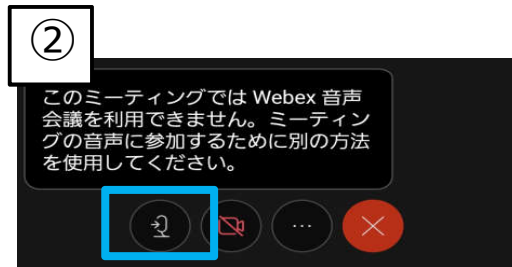 ②
このミーティングでは Webex 音声
会議を利用できません。ミーティン
グの音声に参加するために別の方法
を使用してください。